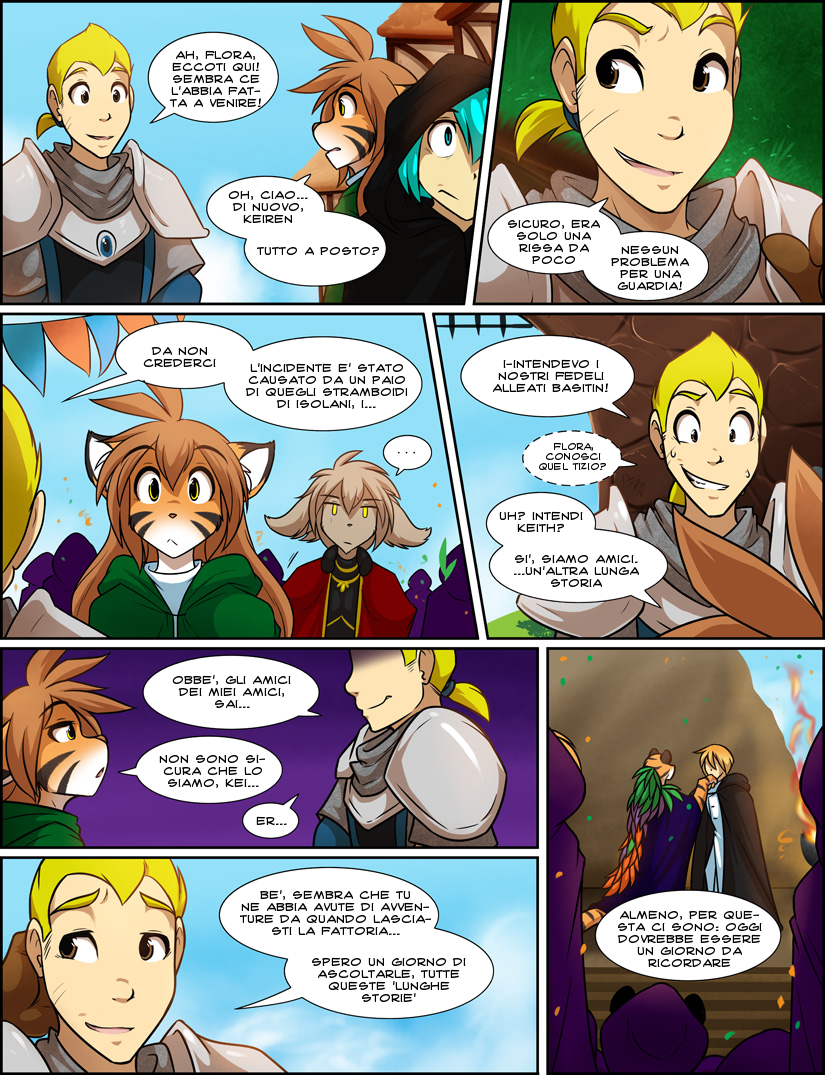 AH, FLORA,
ECCOTI QUI!
SEMBRA CE
L'ABBIA FAT-
TA A VENIRE!
OH, CIAO...
DI NUOVO,
KEIREN
TUTTO A POSTO?
SICURO, ERA
SOLO UNA
RISSA DA
POCO
NESSUN
PROBLEMA
PER UNA
GUARDIA!
DA NON
CREDERCI
L'INCIDENTE E' STATO
CAUSATO DA UN PAIO
DI QUEGLI STRAMBOIDI
DI ISOLANI, I...
...
I-INTENDEVO I
NOSTRI FEDELI
ALLEATI BASITIN!
FLORA,
CONOSCI
QUEL TIZIO?
UH? INTENDI
KEITH?
SI', SIAMO AMICI.
...UN'ALTRA LUNGA
STORIA
OBBE', GLI AMICI
DEI MIEI AMICI,
SAI...
NON SONO SI-
CURA CHE LO
SIAMO, KEI...
ER...
BE', SEMBRA CHE TU
NE ABBIA AVUTE DI AVVEN-
TURE DA QUANDO LASCIA-
STI LA FATTORIA...
SPERO UN GIORNO DI
ASCOLTARLE, TUTTE
QUESTE 'LUNGHE
STORIE'
ALMENO, PER QUE-
STA CI SONO: OGGI
DOVREBBE ESSERE
UN GIORNO DA
RICORDARE